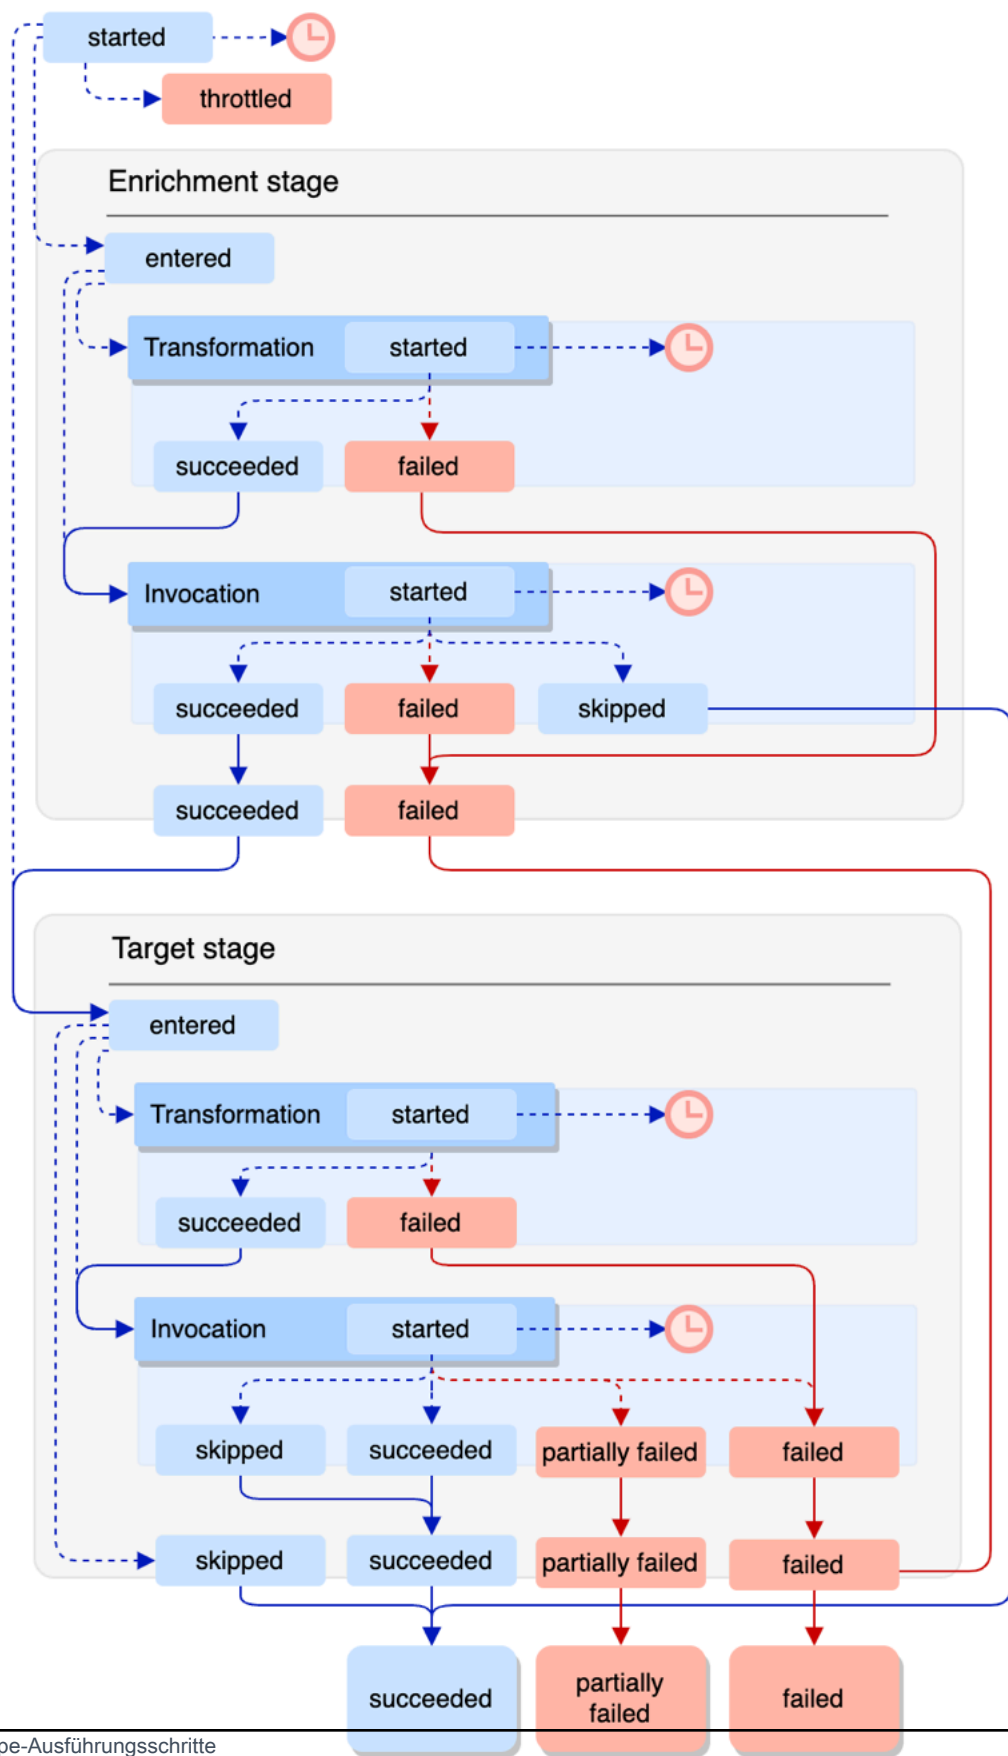 started
throttled
Enrichment stage
entered
Transformation started
succeeded failed
Invocation started
succeeded failed skipped
succeeded failed
Target stage
entered
Transformation started
succeeded failed
Invocation started
skipped succeeded partially failed failed
skipped succeeded partially failed failed
succeeded partially failed failed
pe-Ausführungsschritte